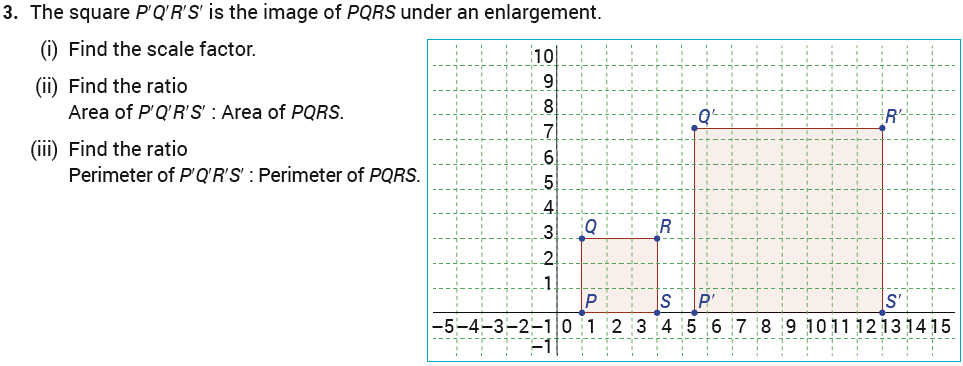 3. The square P'Q'R'S' is the image of PQRS under an enlargement.
(i) Find the scale factor.
(ii) Find the ratio
Area of P'Q'R'S' : Area of PQRS.
(iii) Find the ratio
Perimeter of P'Q'R'S' : Perimeter of PQRS.
10
9
8
Q' R'
7
6
5
4
3 Q R
2
1
P S P' S'
–5 –4 –3 –2 –1 0 1 2 3 4 5 6 7 8 9 10 11 12 13 14 15
–1